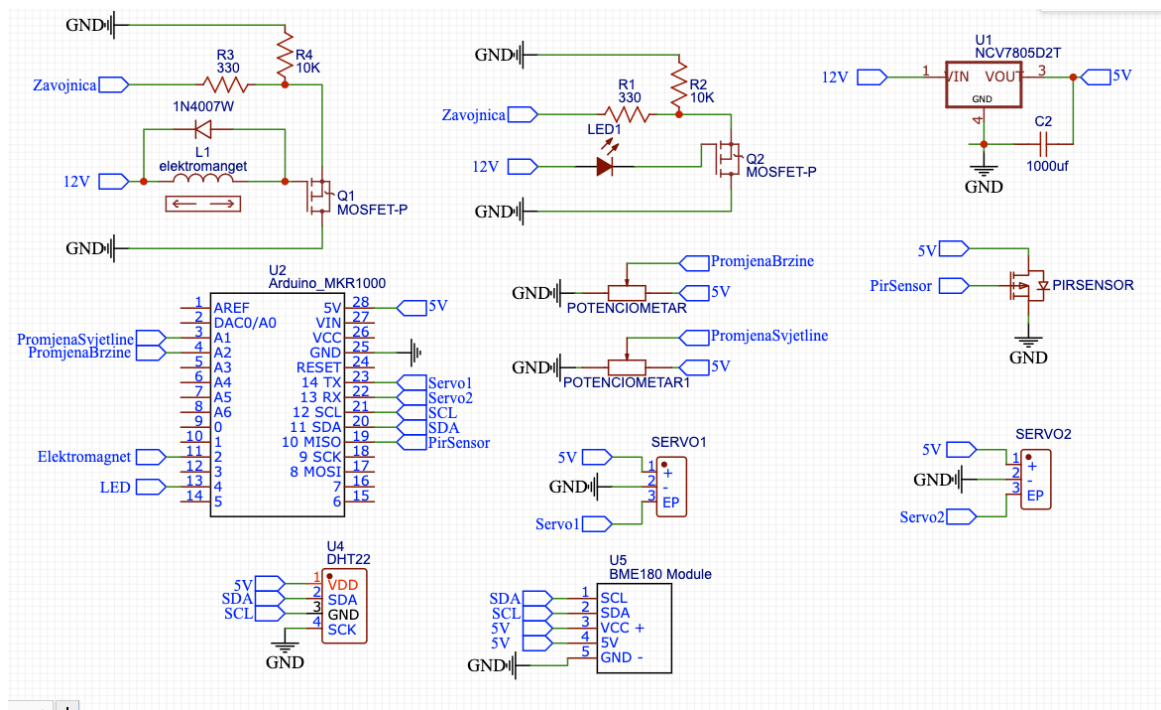 GND
R3
330
R4
10K
Zavojnica
1N4007W
L1
elektromanget
12V
Q1
MOSFET-P
GND
GND
R1
330
R2
10K
Zavojnica
LED1
12V
Q2
MOSFET-P
GND
U1
NCV7805D2T
12V
1
VIN
VOUT
3
5V
GND
4
C2
1000uf
GND
U2
Arduino_MKR1000
1 AREF
2 DAC0/A0
PromjenaSvjetline 3 A1
PromjenaBrzine 4 A2
5 A3
6 A4
7 A5
8 A6
9 0
10 1
Elektromagnet 11 2
12 3
LED 13 4
14 5
5V 28 5V
VIN 27
VCC 26
GND 25
RESET 24
14 TX 23 Servo1
13 RX 22 Servo2
12 SCL 21 SCL
11 SDA 20 SDA
10 MISO 19 PirSensor
9 SCK 18
8 MOSI 17
7 16
6 15
PromjenaBrzine
GND
5V
POTENCIOMETAR
PromjenaSvjetline
GND
5V
POTENCIOMETAR1
5V
PirSensor
PIRSENSOR
GND
SERVO1
5V 1 +
GND 2 -
3 EP
Servo1
SERVO2
5V 1 +
GND 2 -
3 EP
Servo2
U4
DHT22
5V 1 VDD
SDA 2 SDA
SCL 3 GND
4 SCK
GND
U5
BME180 Module
SDA 1 SCL
SCL 2 SDA
5V 3 VCC +
5V 4 5V
GND 5 GND -